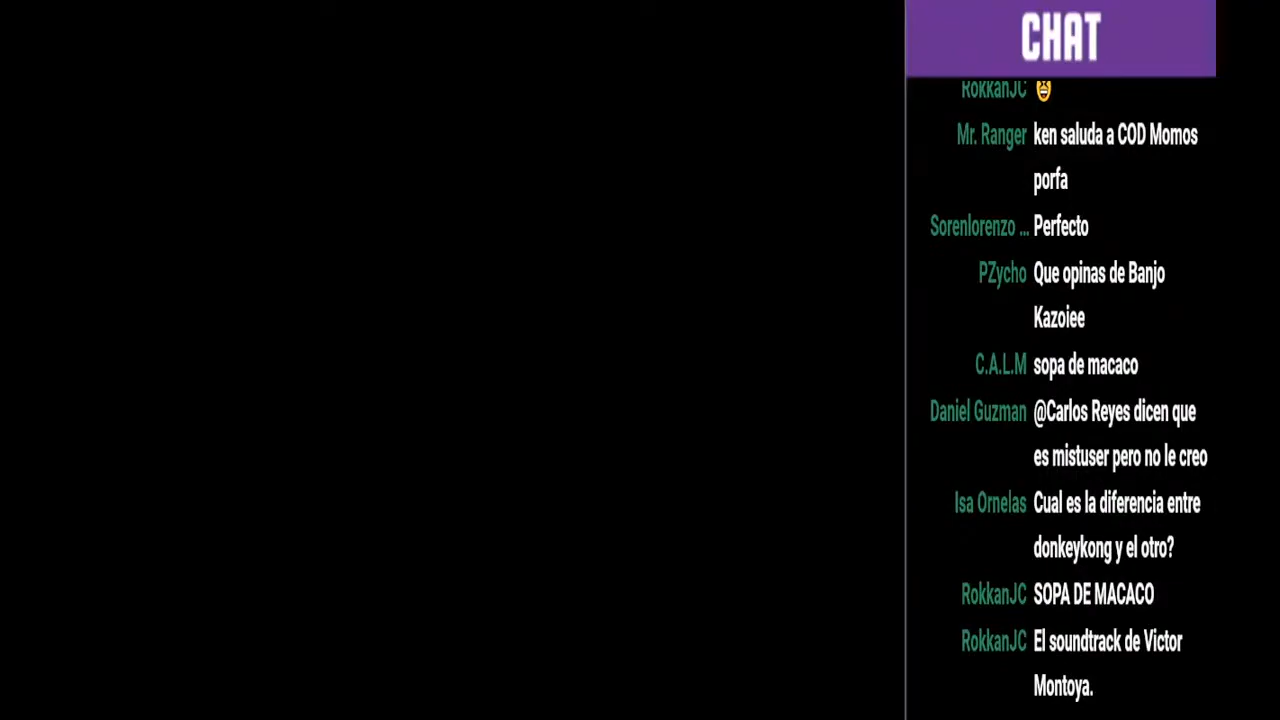 CHAT
RokkanJC
Mr. Ranger ken saluda a COD Momos
porfa
Sorenlorenzo ... Perfecto
PZycho Que opinas de Banjo
Kazoiee
C.A.L.M sopa de macaco
Daniel Guzman @Carlos Reyes dicen que
es mistuser pero no le creo
Isa Ornelas Cual es la diferencia entre
donkeykong y el otro?
RokkanJC SOPA DE MACACO
RokkanJC El soundtrack de Victor
Montoya.